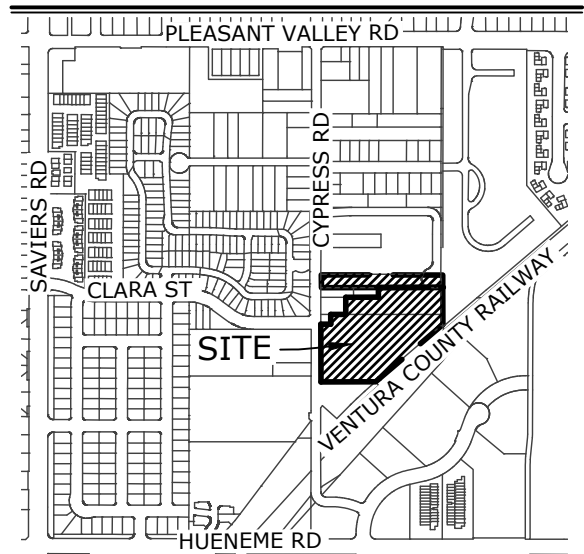 PLEASANT VALLEY RD
CYPRESS RD
SAVIERS RD
CLARA ST
SITE
VENTURA COUNTY RAILWAY
HUENEME RD